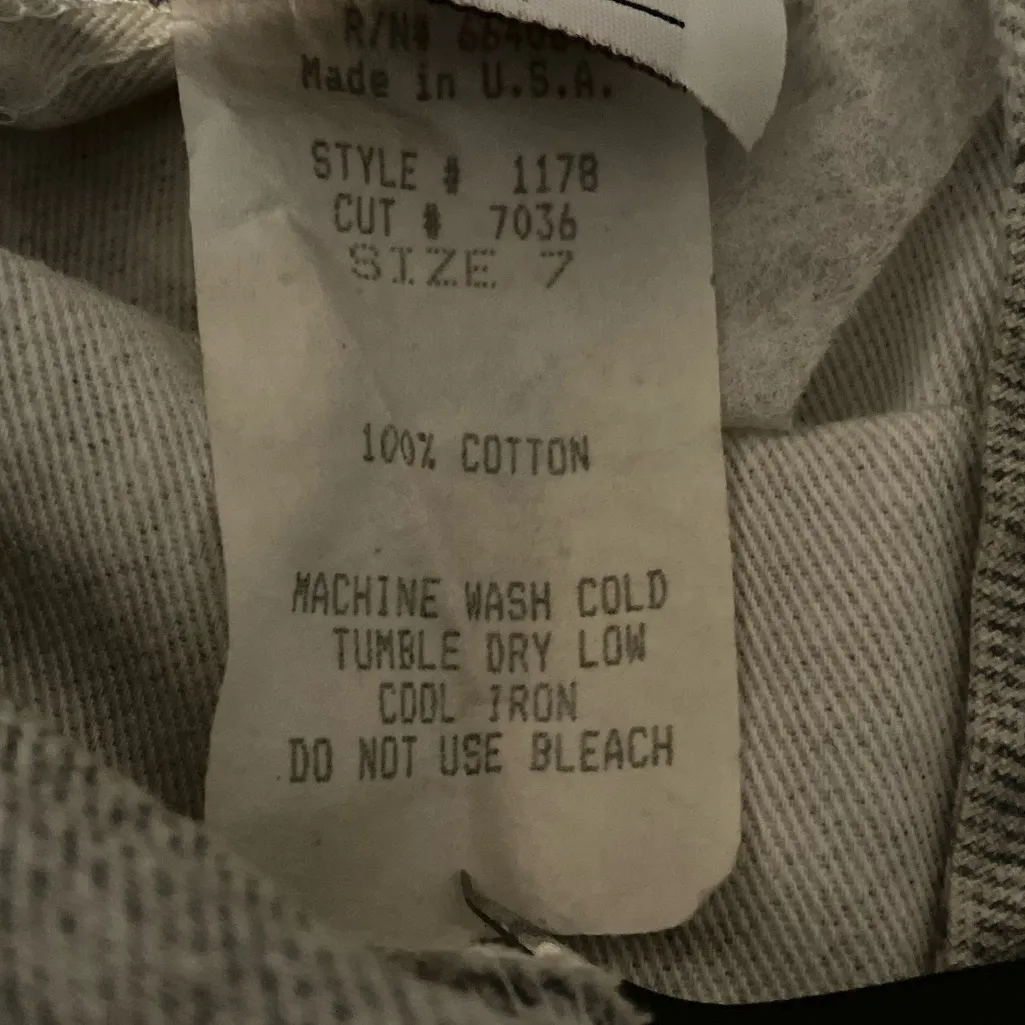 R/N#
Made in U.S.A.
STYLE # 1178
CUT # 7036
SIZE 7
100% COTTON
MACHINE WASH COLD
TUMBLE DRY LOW
COOL IRON
DO NOT USE BLEACH